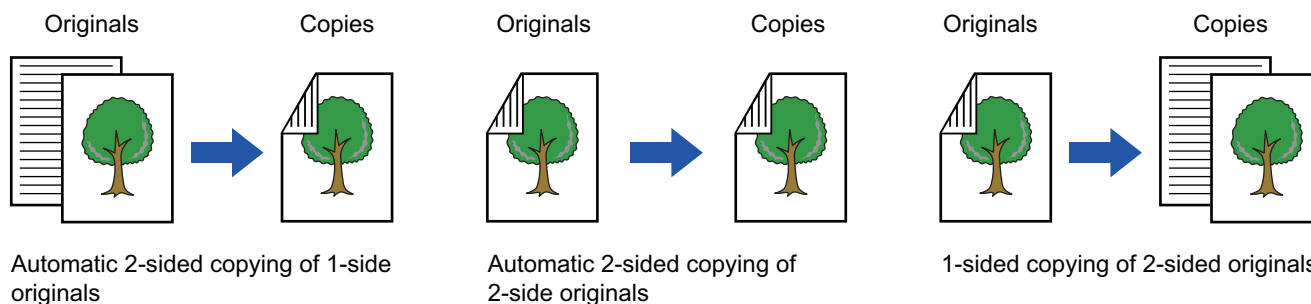 Originals
Copies
Originals
Copies
Originals
Copies
Automatic 2-sided copying of 1-side
originals
Automatic 2-sided copying of
2-side originals
1-sided copying of 2-sided originals